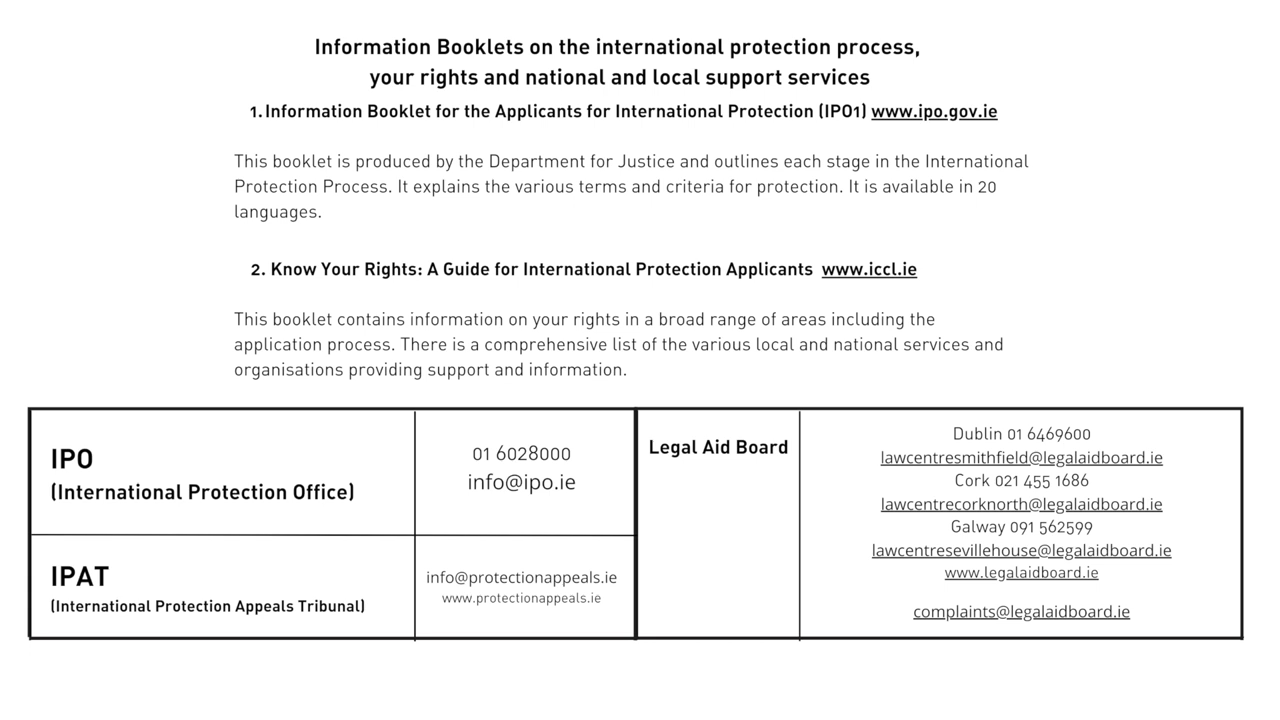 Information Booklets on the international protection process,
your rights and national and local support services
1. Information Booklet for the Applicants for International Protection (IPO1) www.ipo.gov.ie
This booklet is produced by the Department for Justice and outlines each stage in the International
Protection Process. It explains the various terms and criteria for protection. It is available in 20
languages.
2. Know Your Rights: A Guide for International Protection Applicants www.iccl.ie
This booklet contains information on your rights in a broad range of areas including the
application process. There is a comprehensive list of the various local and national services and
organisations providing support and information.
IPO
(International Protection Office)
01 6028000
info@ipo.ie
IPAT
(International Protection Appeals Tribunal)
info@protectionappeals.ie
www.protectionappeals.ie
Legal Aid Board
Dublin 01 6469600
lawcentresmithfield@legalaidboard.ie
Cork 021 455 1686
lawcentrecorknorth@legalaidboard.ie
Galway 091 562599
lawcentresevillehouse@legalaidboard.ie
www.legalaidboard.ie
complaints@legalaidboard.ie